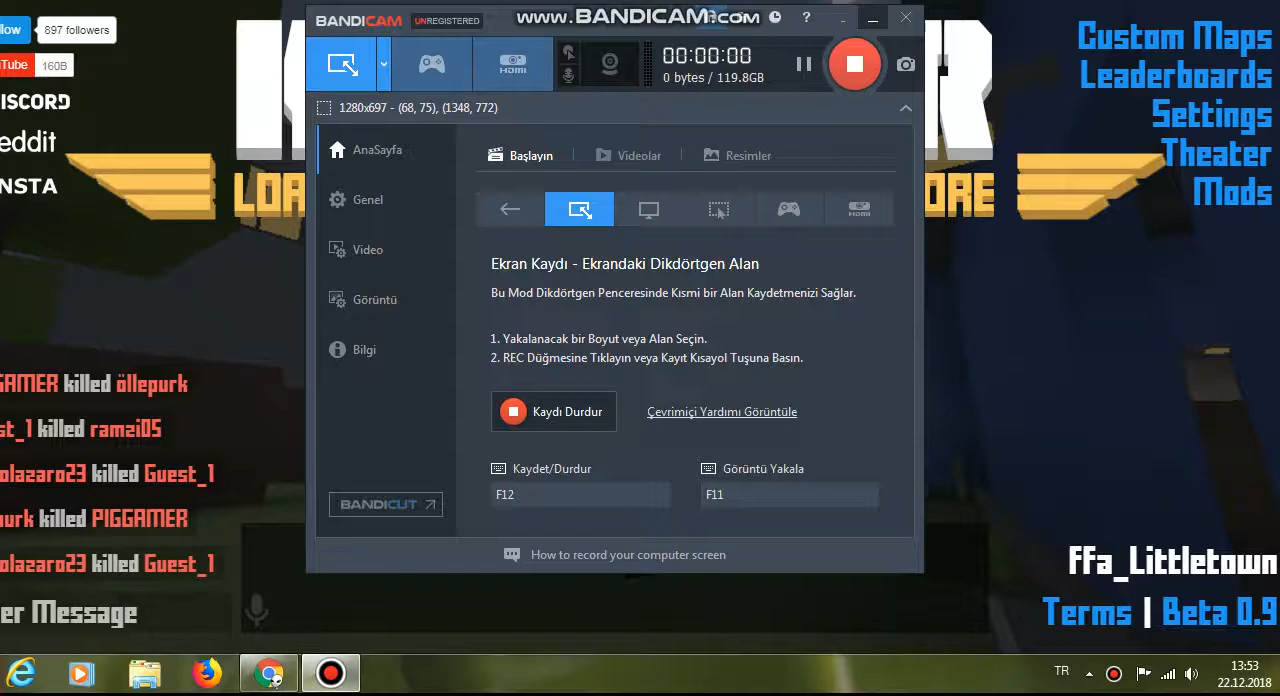 BANDICAM UNREGISTERED
www.BANDICAM.com
?
897 followers
160B
00:00:00
0 bytes / 119.8GB
HDMI
1280x697 - (68, 75), (1348, 772)
AnaSayfa
Genel
Video
Görüntü
Bilgi
BANDICUT
Başlayın
Videolar
Resimler
HDMI
Ekran Kaydı - Ekrandaki Dikdörtgen Alan
Bu Mod Dikdörtgen Penceresinde Kısmi bir Alan Kaydetmenizi Sağlar.
1. Yakalanacak bir Boyut veya Alan Seçin.
2. REC Düğmesine Tıklayın veya Kayıt Kısayol Tuşuna Basın.
Kaydı Durdur
Çevrimiçi Yardımı Görüntüle
Kaydet/Durdur
Görüntü Yakala
F12
F11
How to record your computer screen
low
Tube
ISCORD
eddit
NSTA
LOR
ORE
Custom Maps
Leaderboards
Settings
Theater
Mods
GAMER killed öllepurk
st_1 killed ramzi05
olazaro23 killed Guest_1
urk killed PIGGAMER
olazaro23 killed Guest_1
er Message
ffa_Littletown
Terms | Beta 0.9
TR
13:53
22.12.2018